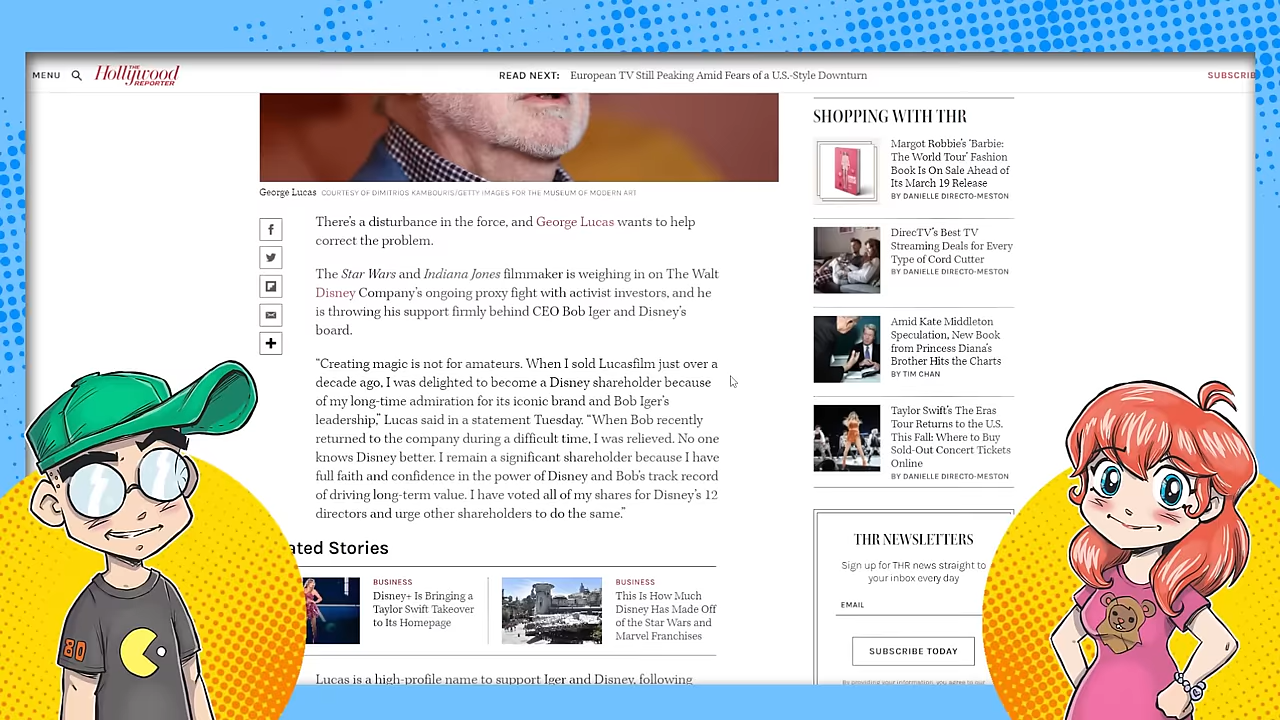 MENU
THE
Hollywood
REPORTER
READ NEXT: European TV Still Peaking Amid Fears of a U.S.-Style Downturn
SUBSCRIB
George Lucas COURTESY OF DIMITRIOS KAMBOURIS/GETTY IMAGES FOR THE MUSEUM OF MODERN ART
There's a disturbance in the force, and George Lucas wants to help
correct the problem.
The Star Wars and Indiana Jones filmmaker is weighing in on The Walt
Disney Company's ongoing proxy fight with activist investors, and he
is throwing his support firmly behind CEO Bob Iger and Disney's
board.
“Creating magic is not for amateurs. When I sold Lucasfilm just over a
decade ago, I was delighted to become a Disney shareholder because
of my long-time admiration for its iconic brand and Bob Iger's
leadership,” Lucas said in a statement Tuesday. “When Bob recently
returned to the company during a difficult time, I was relieved. No one
knows Disney better. I remain a significant shareholder because I have
full faith and confidence in the power of Disney and Bob's track record
of driving long-term value. I have voted all of my shares for Disney's 12
directors and urge other shareholders to do the same.”
ated Stories
BUSINESS
Disney+ Is Bringing a
Taylor Swift Takeover
to Its Homepage
BUSINESS
This Is How Much
Disney Has Made Off
of the Star Wars and
Marvel Franchises
Lucas is a high-profile name to support Iger and Disney, following
SHOPPING WITH THR
Margot Robbie's 'Barbie:
The World Tour' Fashion
Book Is On Sale Ahead of
Its March 19 Release
BY DANIELLE DIRECTO-MESTON
DirecTV's Best TV
Streaming Deals for Every
Type of Cord Cutter
BY DANIELLE DIRECTO-MESTON
Amid Kate Middleton
Speculation, New Book
from Princess Diana's
Brother Hits the Charts
BY TIM CHAN
Taylor Swift's The Eras
Tour Returns to the U.S.
This Fall: Where to Buy
Sold-Out Concert Tickets
Online
BY DANIELLE DIRECTO-MESTON
THR NEWSLETTERS
Sign up for THR news straight to
your inbox every day
EMAIL
SUBSCRIBE TODAY
By providing your information, you agree to our
80